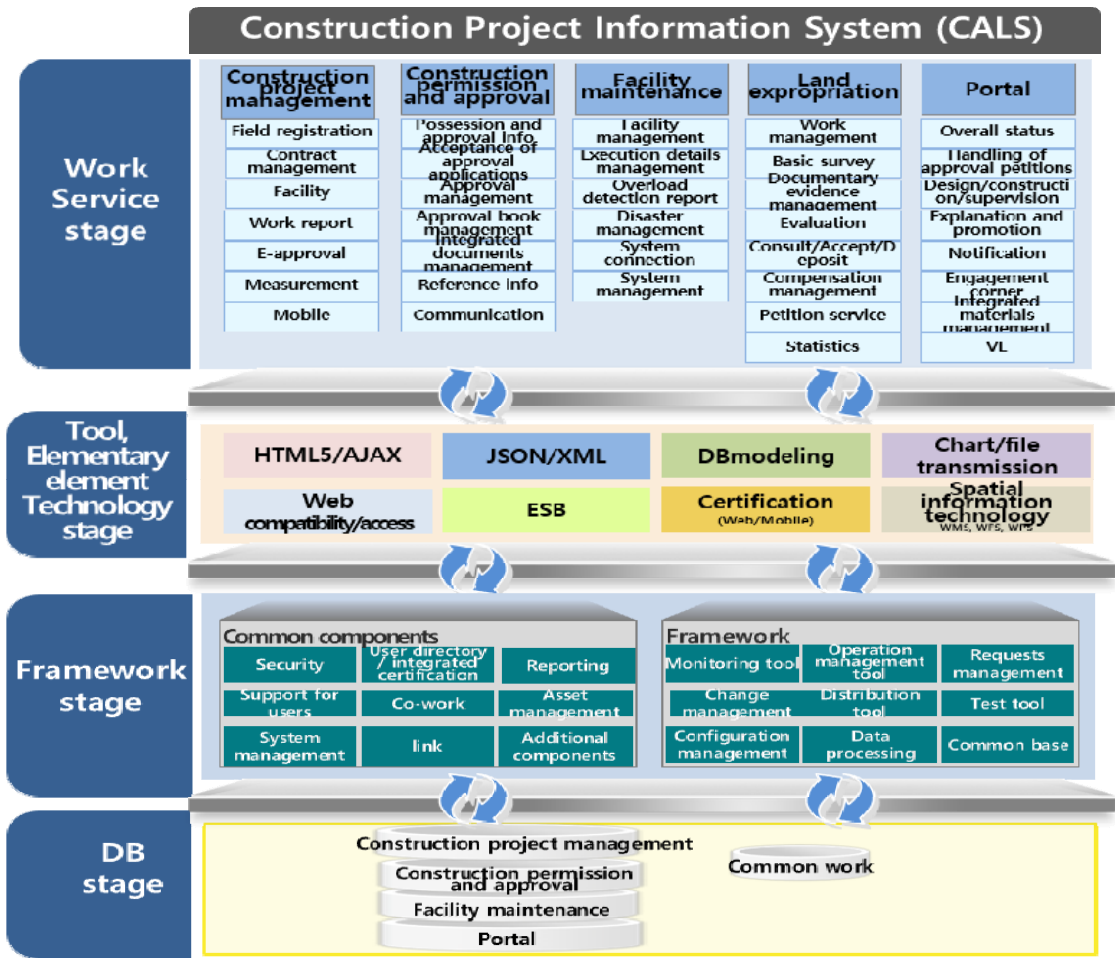 Construction Project Information System (CALS)
Work
Service
stage
Construction
project
management
Field registration
Contract
management
Facility
Work report
E-approval
Measurement
Mobile
Construction
permission
and approval
Possession and
approval Info
Acceptance of
approval
applications
Approval
management
Approval book
management
Integrated
documents
management
Reference info
Communication
Facility
maintenance
Facility
management
Execution details
management
Overload
detection report
Disaster
management
System
connection
System
management
Land
expropriation
Work
management
Basic survey
Documentary
evidence
management
Evaluation
Consult/Accept/D
eposit
Compensation
management
Petition service
Statistics
Portal
Overall status
Handling of
approval petitions
Design/constructi
on/supervision
Explanation and
promotion
Notification
Engagement
corner
Integrated
materials
management
VL
Tool,
Elementary
element
Technology
stage
HTML5/AJAX
JSON/XML
DBmodeling
Chart/file
transmission
Web
compatibility/access
ESB
Certification
(Web/Mobile)
Spatial
information
technology
WMS, WFS, WPS
Framework
stage
Common components
Security
User directory
/ integrated
certification
Reporting
Support for
users
Co-work
Asset
management
System
management
link
Additional
components
Framework
Monitoring tool
Operation
management
tool
Requests
management
Change
management
Distribution
tool
Test tool
Configuration
management
Data
processing
Common base
DB
stage
Construction project management
Construction permission
and approval
Facility maintenance
Portal
Common work